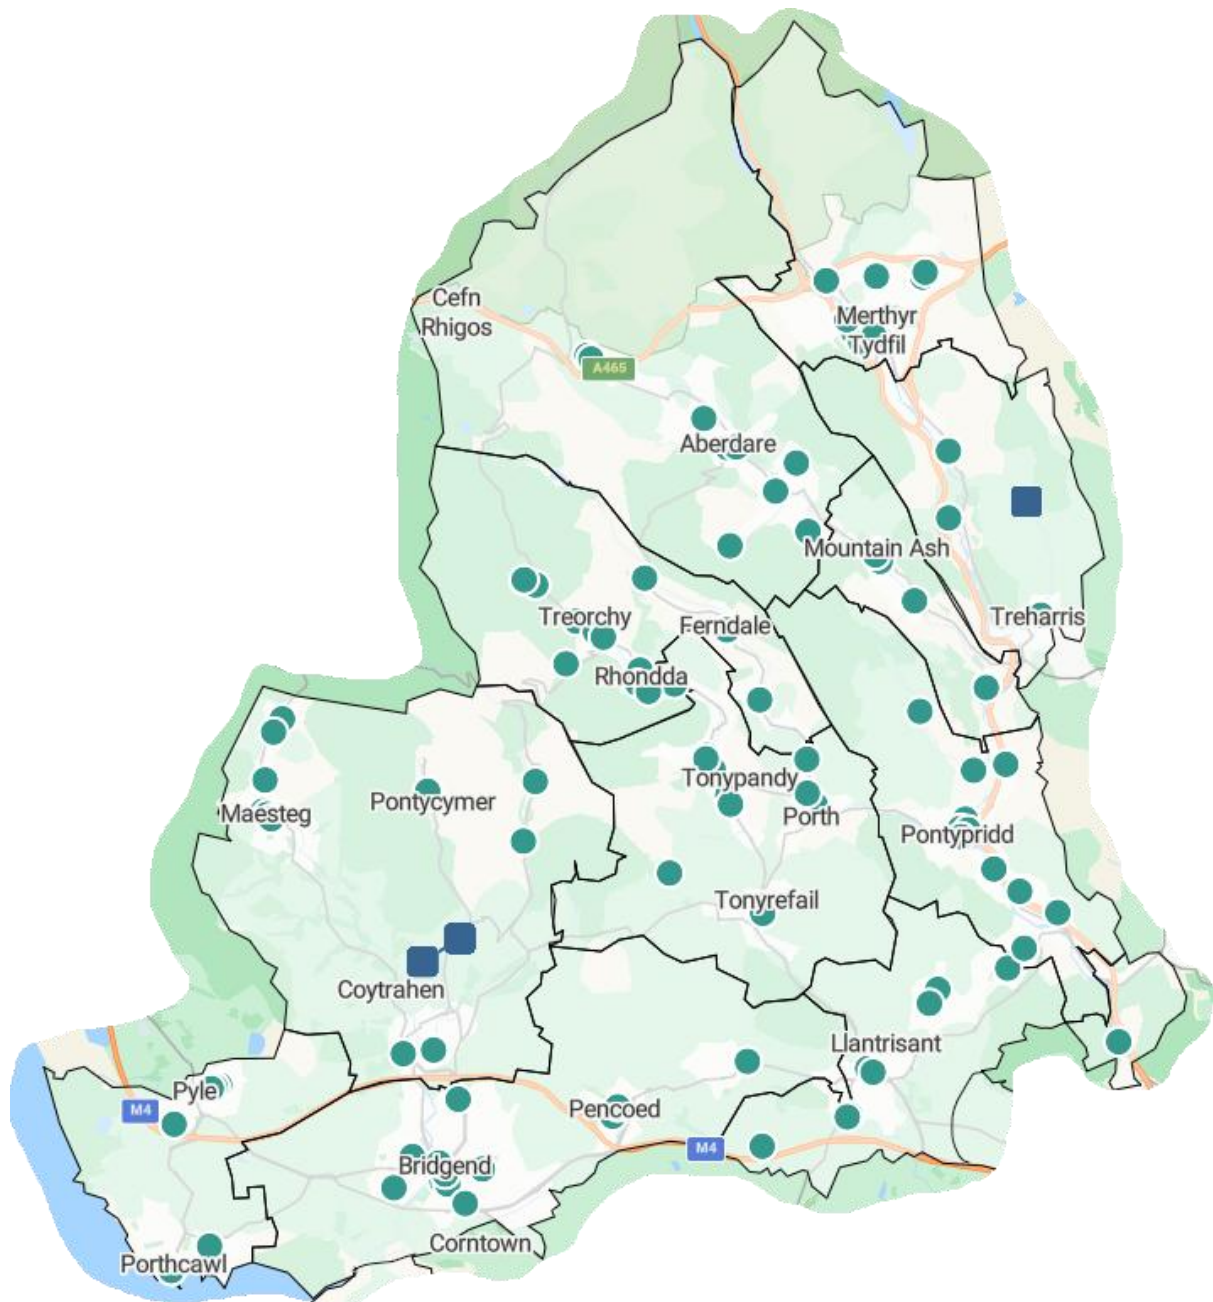 Cefn
Rhigos
Merthyr
Tydfil
A465
Aberdare
Mountain Ash
Treorchy
Ferndale
Treharris
Rhondda
Tonypandy
Pontycymer
Maesteg
Porth
Pontypridd
Tonyrefail
Coytrahen
Llantrisant
Pyle
M4
Pencoed
M4
Bridgend
Corntown
Porthcawl